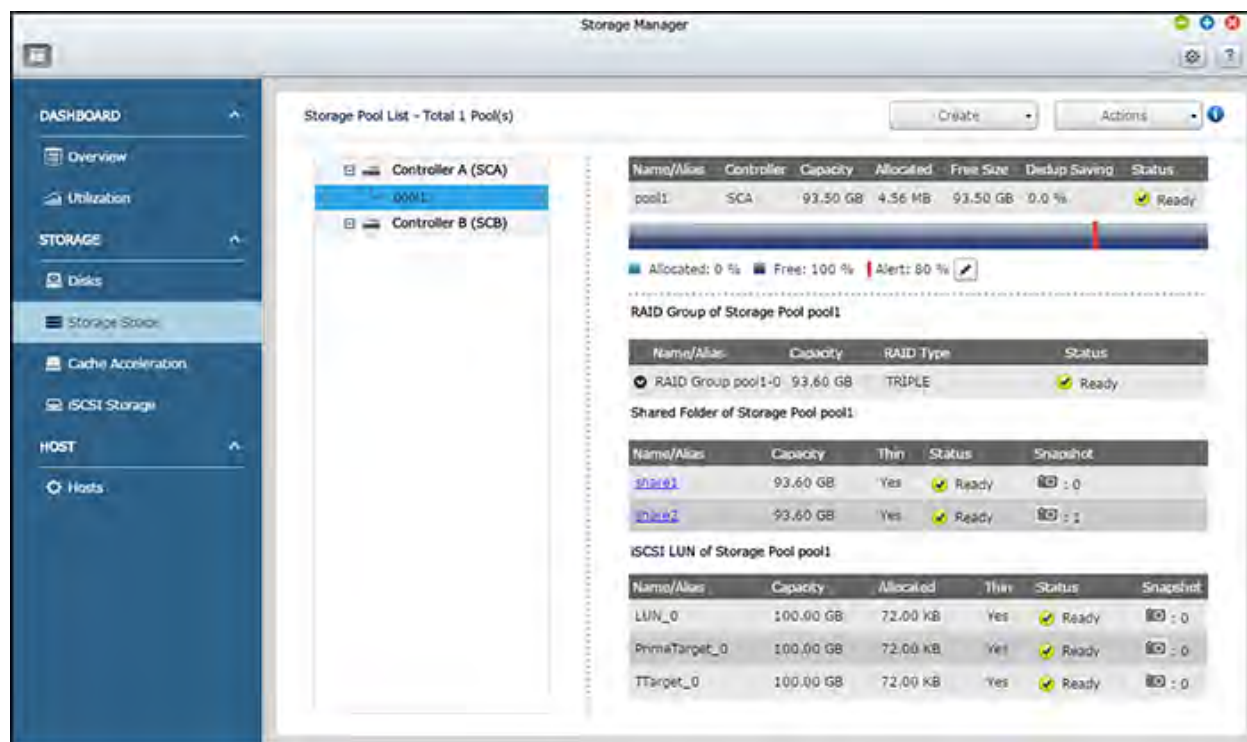 Storage Manager
?
DASHBOARD
Overview
Utilization
STORAGE
Disks
Storage Space
Cache Acceleration
iSCSI Storage
HOST
Hosts
Storage Pool List - Total 1 Pool(s)
Create
Actions
Controller A (SCA)
pool1
Controller B (SCB)
Name/Alias Controller Capacity Allocated Free Size Dedup Saving Status
pool1 SCA 93.50 GB 4.56 MB 93.50 GB 0.0 % Ready
Allocated: 0 % Free: 100 % Alert: 80 %
RAID Group of Storage Pool pool1
Name/Alias Capacity RAID Type Status
RAID Group pool1-0 93.60 GB TRIPLE Ready
Shared Folder of Storage Pool pool1
Name/Alias Capacity Thin Status Snapshot
share1 93.60 GB Yes Ready : 0
share2 93.60 GB Yes Ready : 1
iSCSI LUN of Storage Pool pool1
Name/Alias Capacity Allocated Thin Status Snapshot
LUN_0 100.00 GB 72.00 KB Yes Ready : 0
PrimeTarget_0 100.00 GB 72.00 KB Yes Ready : 0
TTarget_0 100.00 GB 72.00 KB Yes Ready : 0